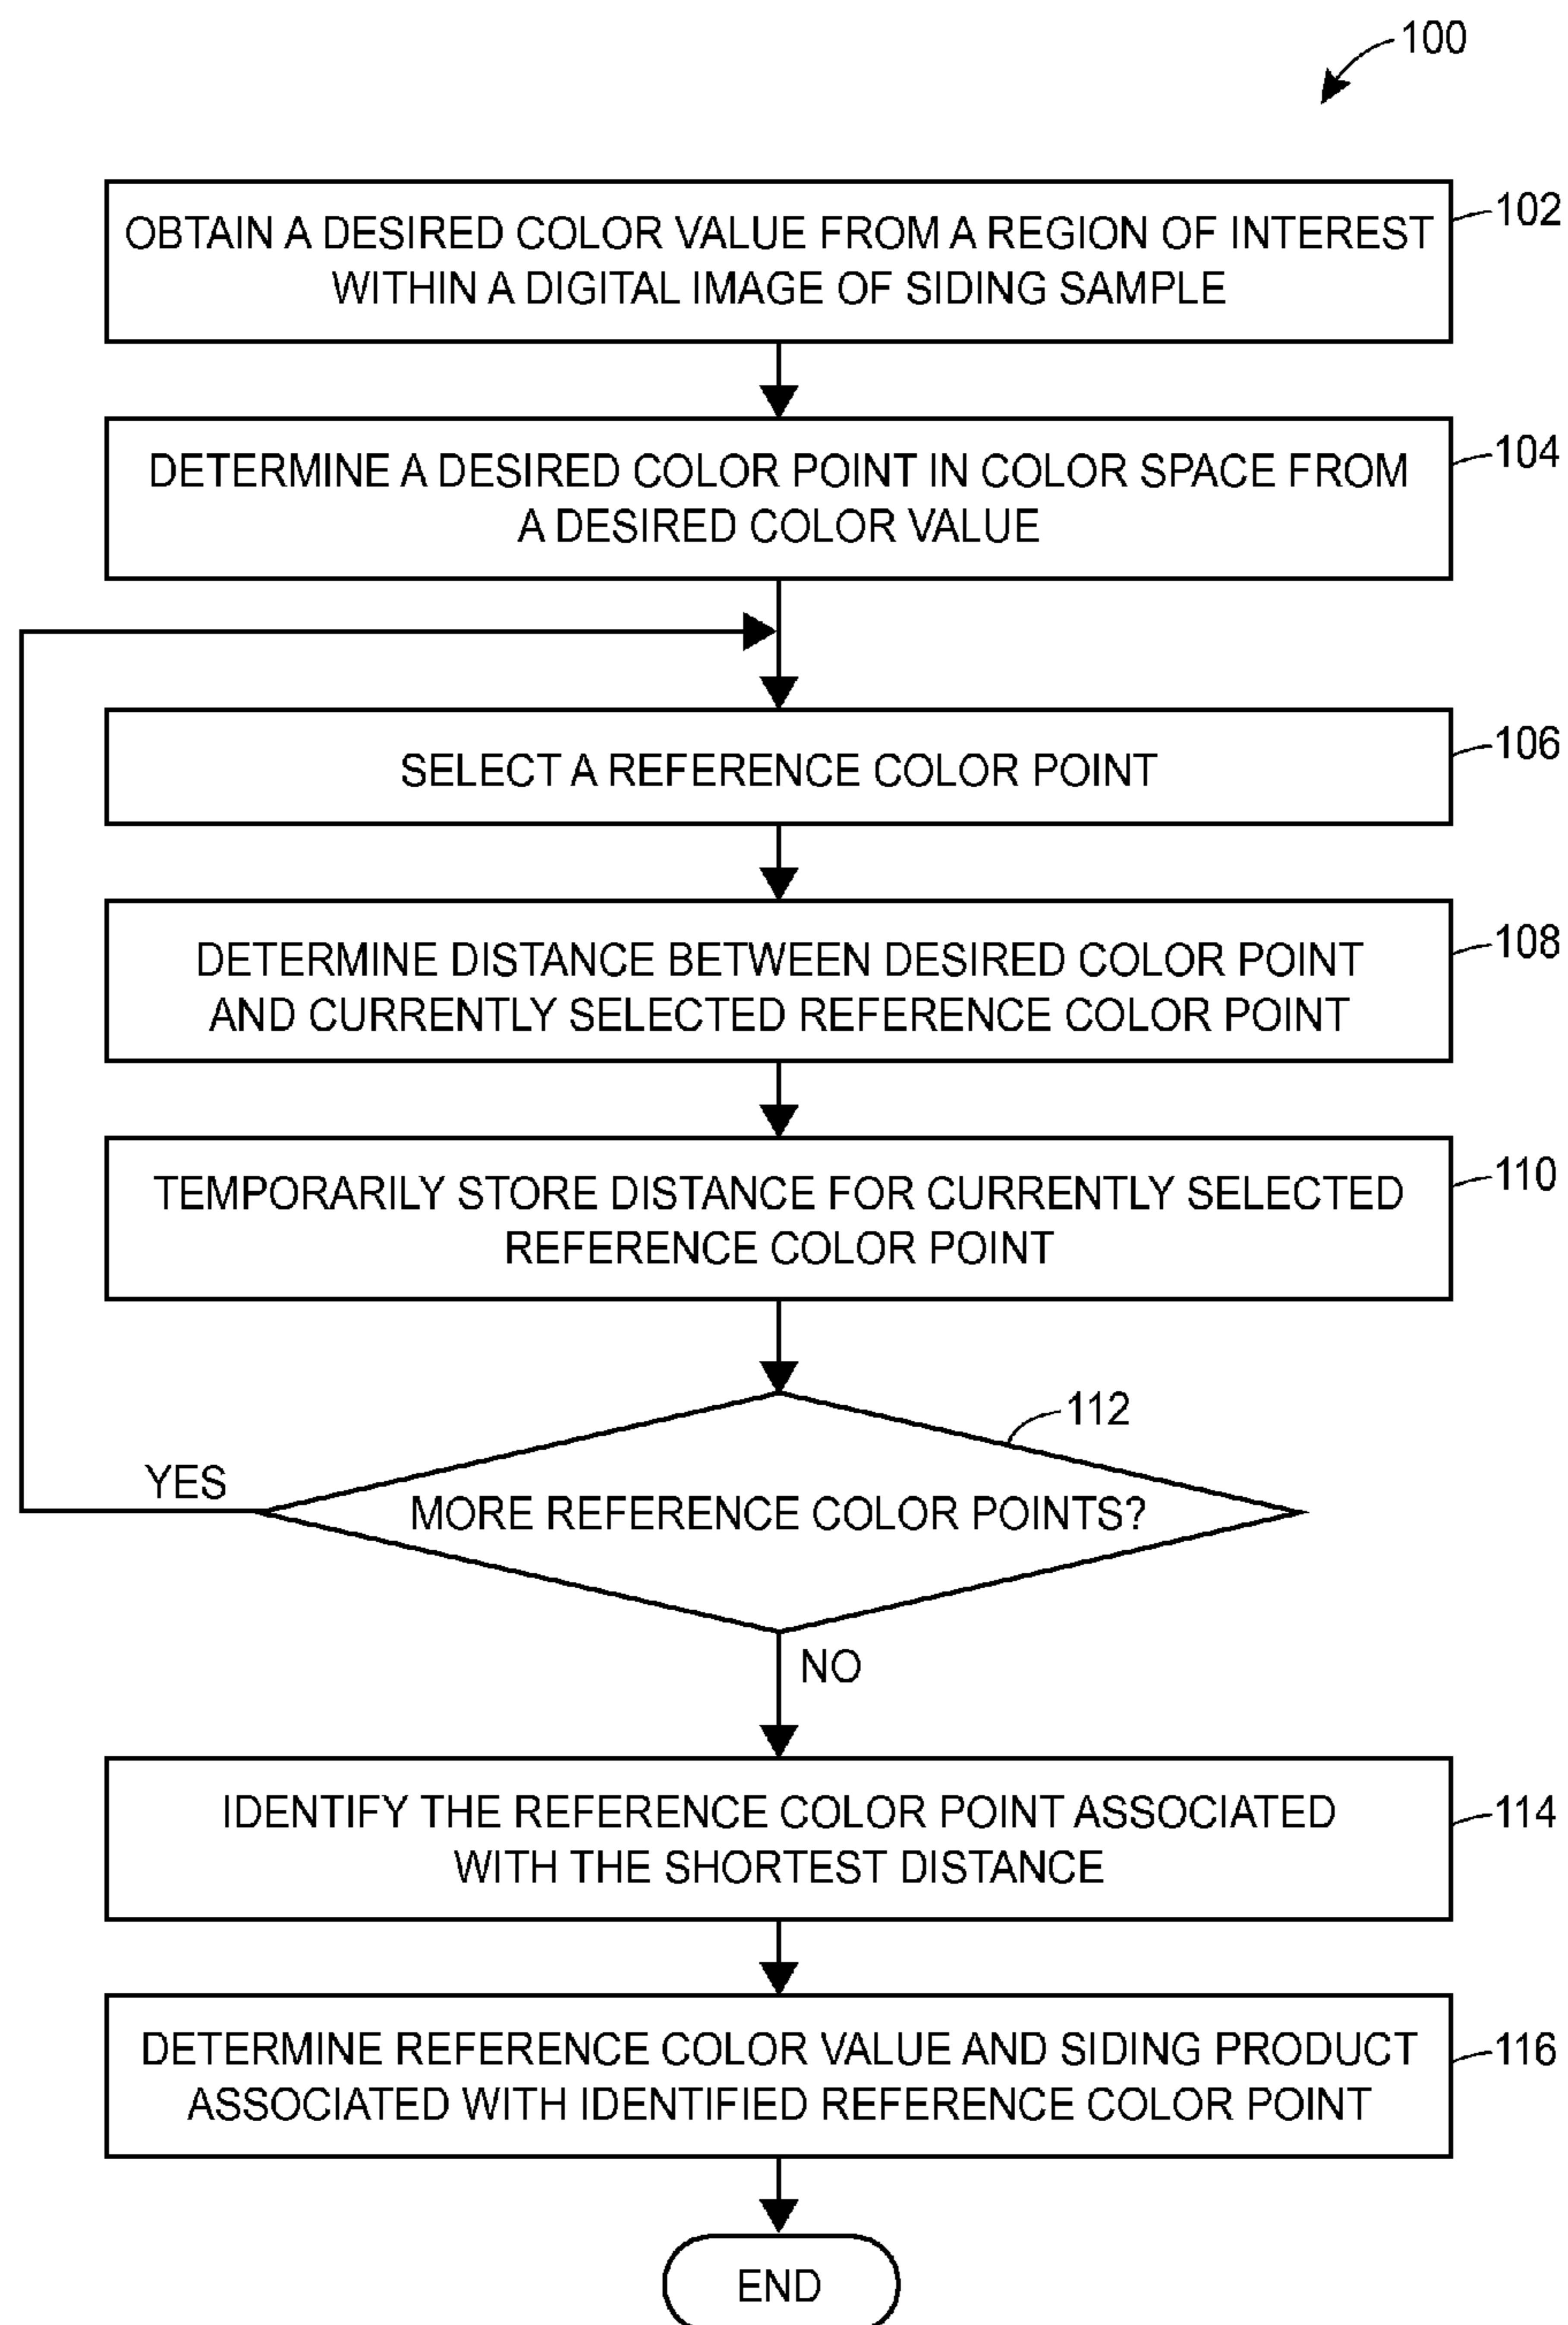 100
OBTAIN A DESIRED COLOR VALUE FROM A REGION OF INTEREST
WITHIN A DIGITAL IMAGE OF SIDING SAMPLE
102
DETERMINE A DESIRED COLOR POINT IN COLOR SPACE FROM
A DESIRED COLOR VALUE
104
SELECT A REFERENCE COLOR POINT
106
DETERMINE DISTANCE BETWEEN DESIRED COLOR POINT
AND CURRENTLY SELECTED REFERENCE COLOR POINT
108
TEMPORARILY STORE DISTANCE FOR CURRENTLY SELECTED
REFERENCE COLOR POINT
110
112
YES
MORE REFERENCE COLOR POINTS?
NO
IDENTIFY THE REFERENCE COLOR POINT ASSOCIATED
WITH THE SHORTEST DISTANCE
114
DETERMINE REFERENCE COLOR VALUE AND SIDING PRODUCT
ASSOCIATED WITH IDENTIFIED REFERENCE COLOR POINT
116
END